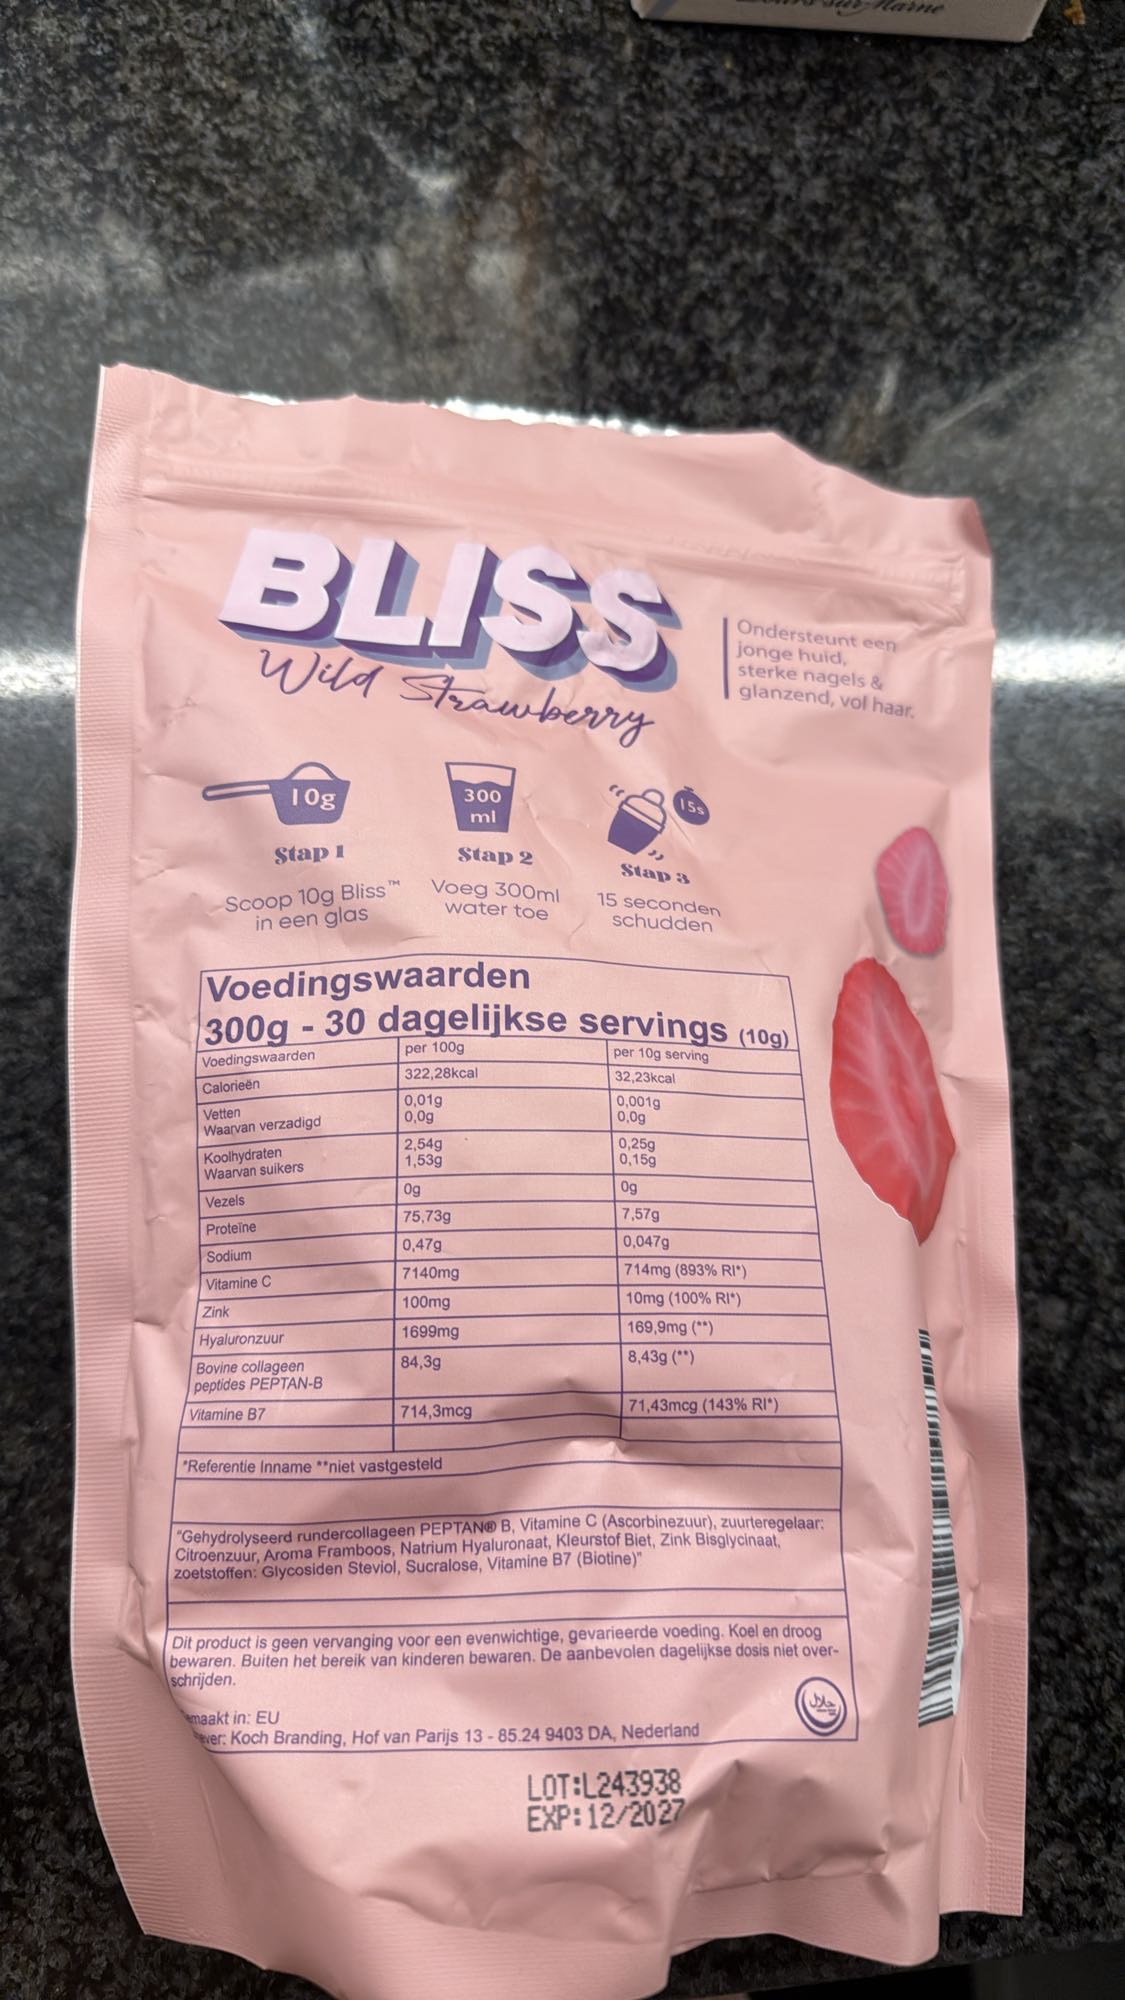 BLISS
Wild Strawberry
Ondersteunt een
jonge huid,
sterke nagels &
glanzend, vol haar.
10g
300
ml
15s
Stap 1
Stap 2
Stap 3
Scoop 10g Bliss™
in een glas
Voeg 300ml
water toe
15 seconden
schudden
Voedingswaarden
300g - 30 dagelijkse servings (10g)
Voedingswaarden per 100g per 10g serving
Calorieën 322,28kcal 32,23kcal
Vetten 0,01g 0,001g
Waarvan verzadigd 0,0g 0,0g
Koolhydraten 2,54g 0,25g
Waarvan suikers 1,53g 0,15g
Vezels 0g 0g
Proteïne 75,73g 7,57g
Sodium 0,47g 0,047g
Vitamine C 7140mg 714mg (893% RI*)
Zink 100mg 10mg (100% RI*)
Hyaluronzuur 1699mg 169,9mg (**)
Bovine collageen 84,3g 8,43g (**)
peptides PEPTAN-B
Vitamine B7 714,3mcg 71,43mcg (143% RI*)
*Referentie Inname **niet vastgesteld
"Gehydrolyseerd rundercollageen PEPTAN® B, Vitamine C (Ascorbinezuur), zuurteregelaar:
Citroenzuur, Aroma Framboos, Natrium Hyaluronaat, Kleurstof Biet, Zink Bisglycinaat,
zoetstoffen: Glycosiden Steviol, Sucralose, Vitamine B7 (Biotine)"
Dit product is geen vervanging voor een evenwichtige, gevarieerde voeding. Koel en droog
bewaren. Buiten het bereik van kinderen bewaren. De aanbevolen dagelijkse dosis niet over-
schrijden.
in: EU
Koch Branding, Hof van Parijs 13 - 85.24 9403 DA, Nederland
حلال
LOT:L243938
EXP:12/2027